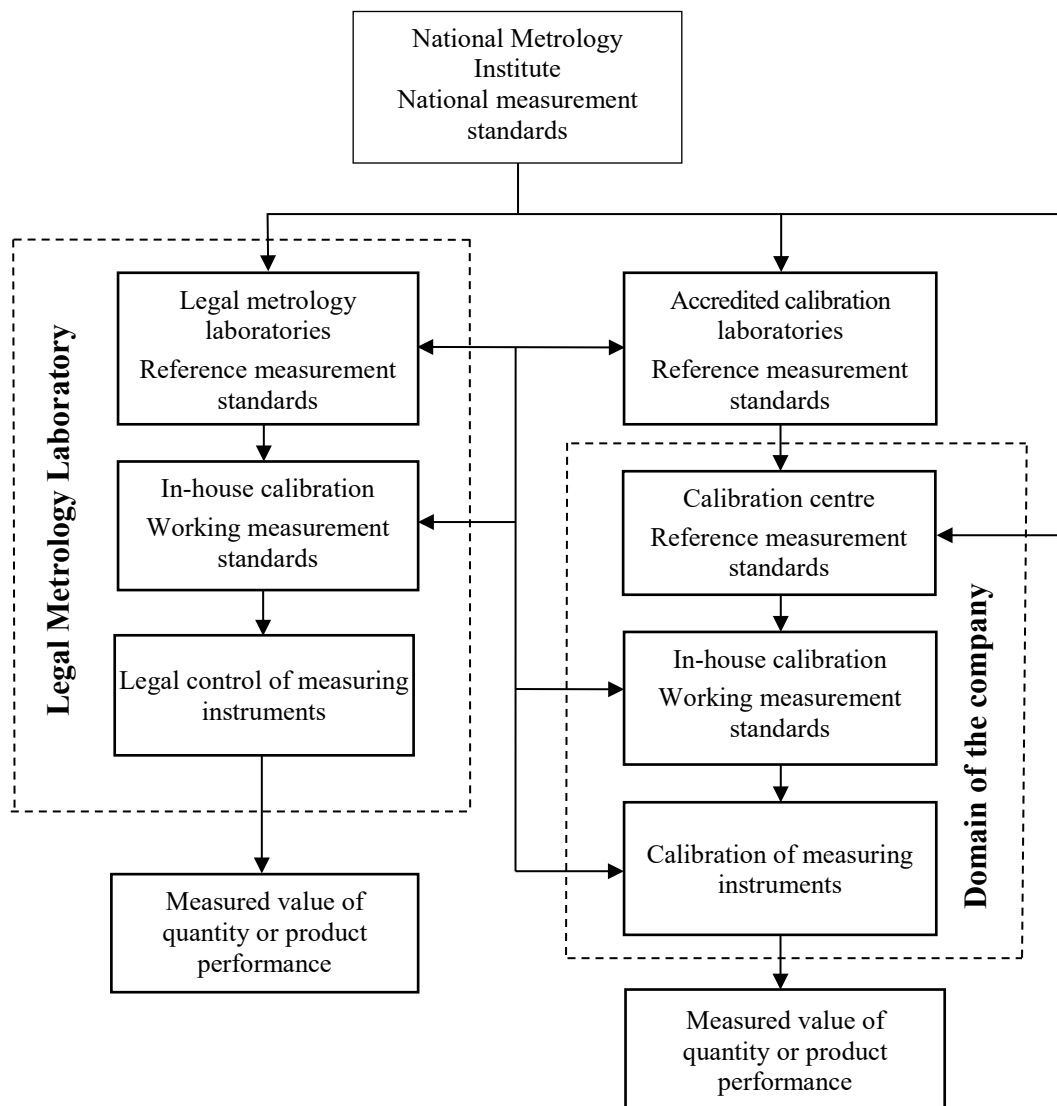 National Metrology
Institute
National measurement
standards
Legal Metrology Laboratory
Legal metrology
laboratories
Reference measurement
standards
In-house calibration
Working measurement
standards
Legal control of measuring
instruments
Measured value of
quantity or product
performance
Accredited calibration
laboratories
Reference measurement
standards
Calibration centre
Reference measurement
standards
In-house calibration
Working measurement
standards
Calibration of measuring
instruments
Domain of the company
Measured value of
quantity or product
performance